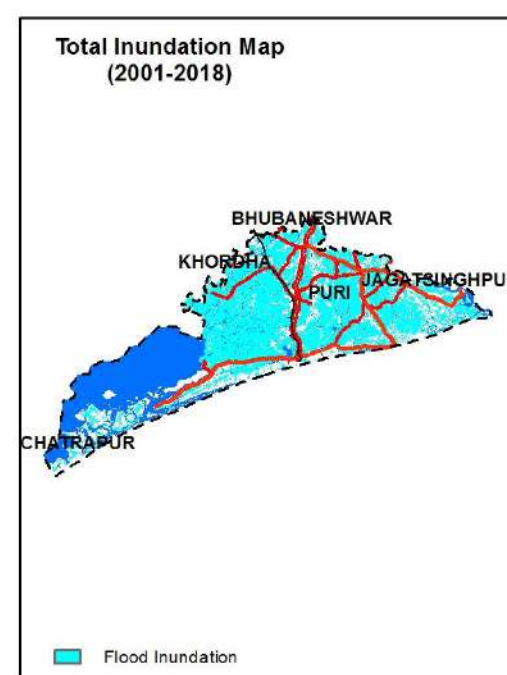 Total Inundation Map
(2001-2018)
BHUBANESHWAR
KHORDHA
JAGATSINGHPU
PURI
CHATRAPUR
Flood Inundation